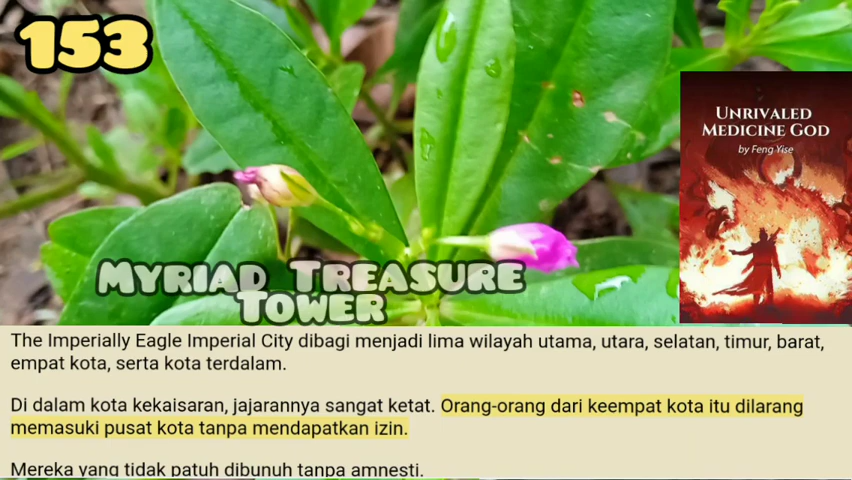 153
UNRIVALED
MEDICINE GOD
by Feng Yise
MYRIAD TREASURE
TOWER
The Imperially Eagle Imperial City dibagi menjadi lima wilayah utama, utara, selatan, timur, barat,
empat kota, serta kota terdalam.
Di dalam kota kekaisaran, jajarannya sangat ketat. Orang-orang dari keempat kota itu dilarang
memasuki pusat kota tanpa mendapatkan izin.
Mereka yang tidak patuh dibunuh tanpa amnesti.